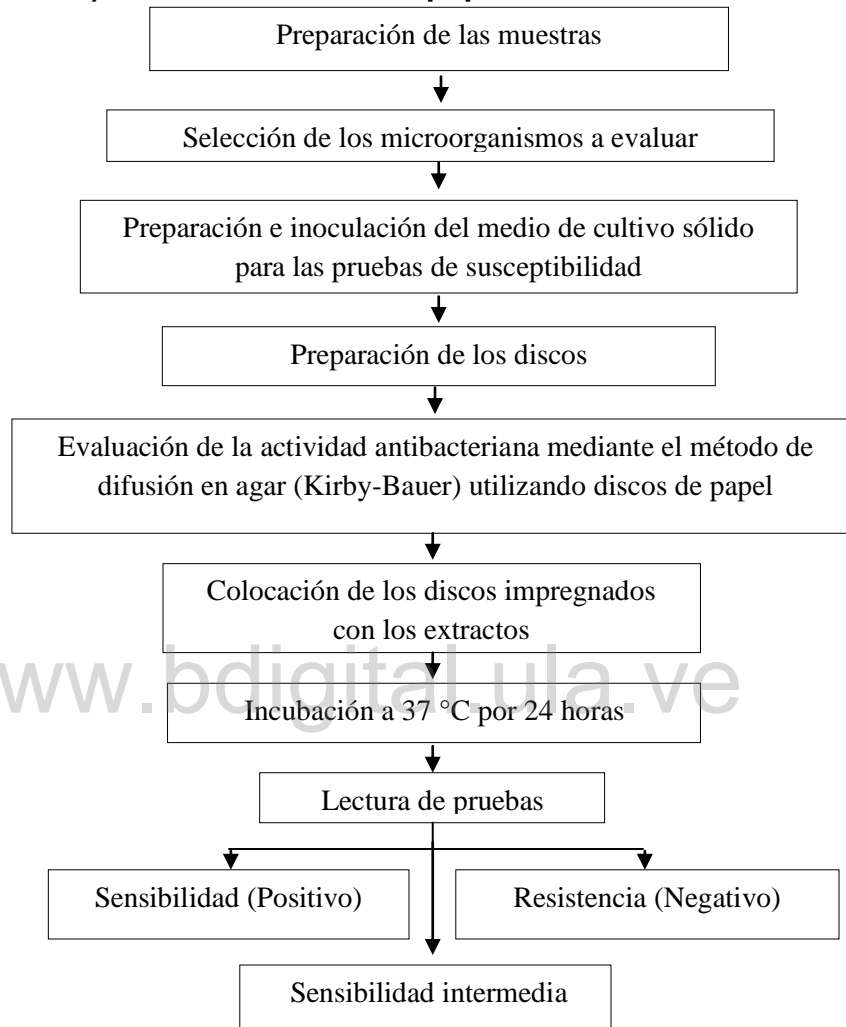 Preparación de las muestras
Selección de los microorganismos a evaluar
Preparación e inoculación del medio de cultivo sólido
para las pruebas de susceptibilidad
Preparación de los discos
Evaluación de la actividad antibacteriana mediante el método de
difusión en agar (Kirby-Bauer) utilizando discos de papel
Colocación de los discos impregnados
con los extractos
ww.bdigital.ula.ve
Incubación a 37 °C por 24 horas
Lectura de pruebas
Sensibilidad (Positivo)
Resistencia (Negativo)
Sensibilidad intermedia